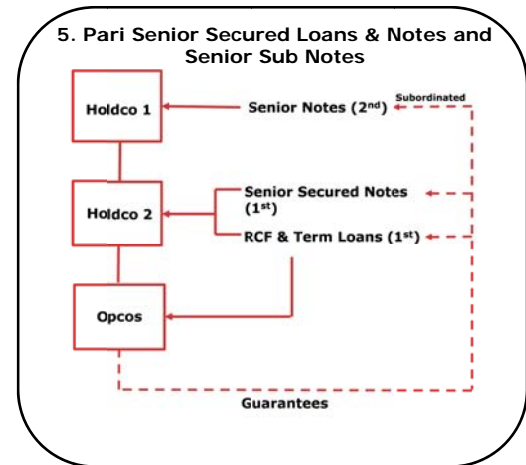 5. Pari Senior Secured Loans & Notes and
Senior Sub Notes
Holdco 1
Senior Notes (2nd)
Subordinated
Holdco 2
Senior Secured Notes
(1st)
RCF & Term Loans (1st)
Opcos
Guarantees